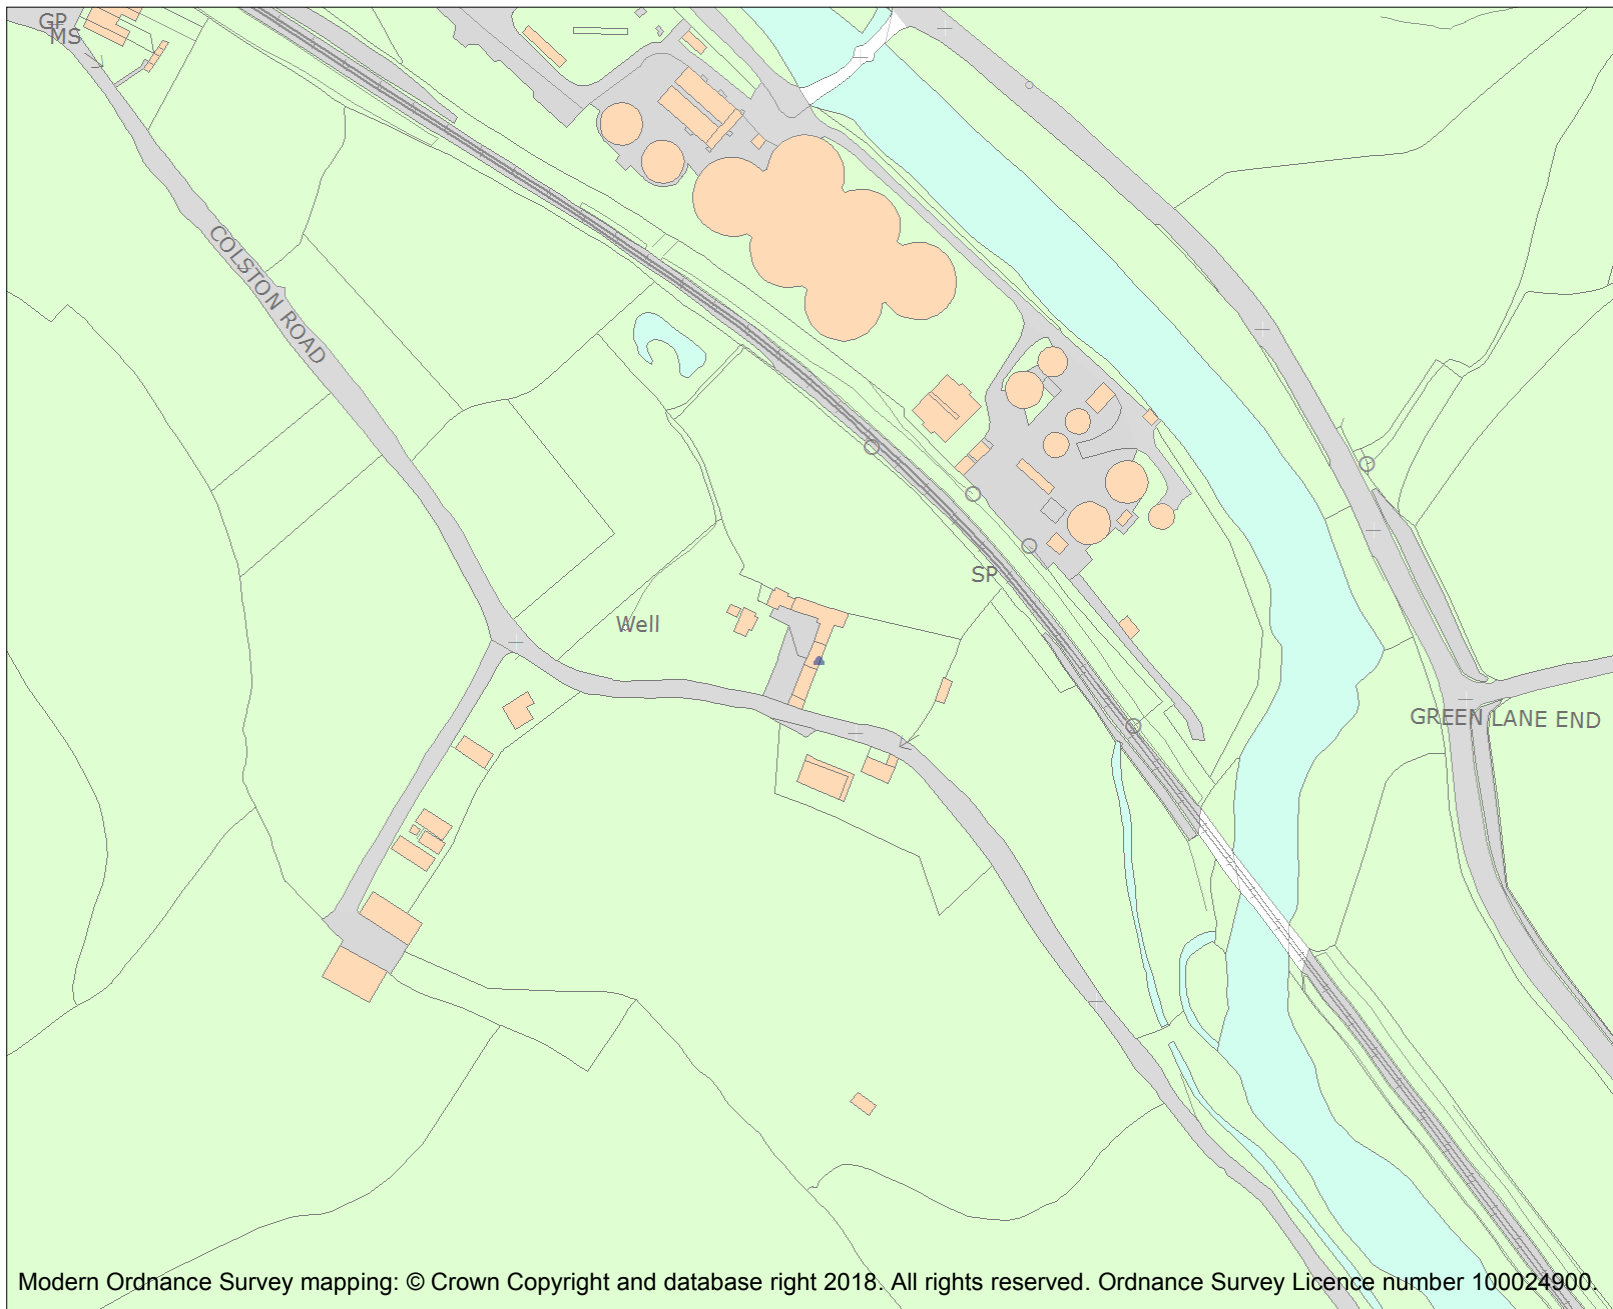 GP
MS
COLSTON ROAD
SP
Well
GREEN LANE END
Modern Ordnance Survey mapping: © Crown Copyright and database right 2018. All rights reserved. Ordnance Survey Licence number 100024900.